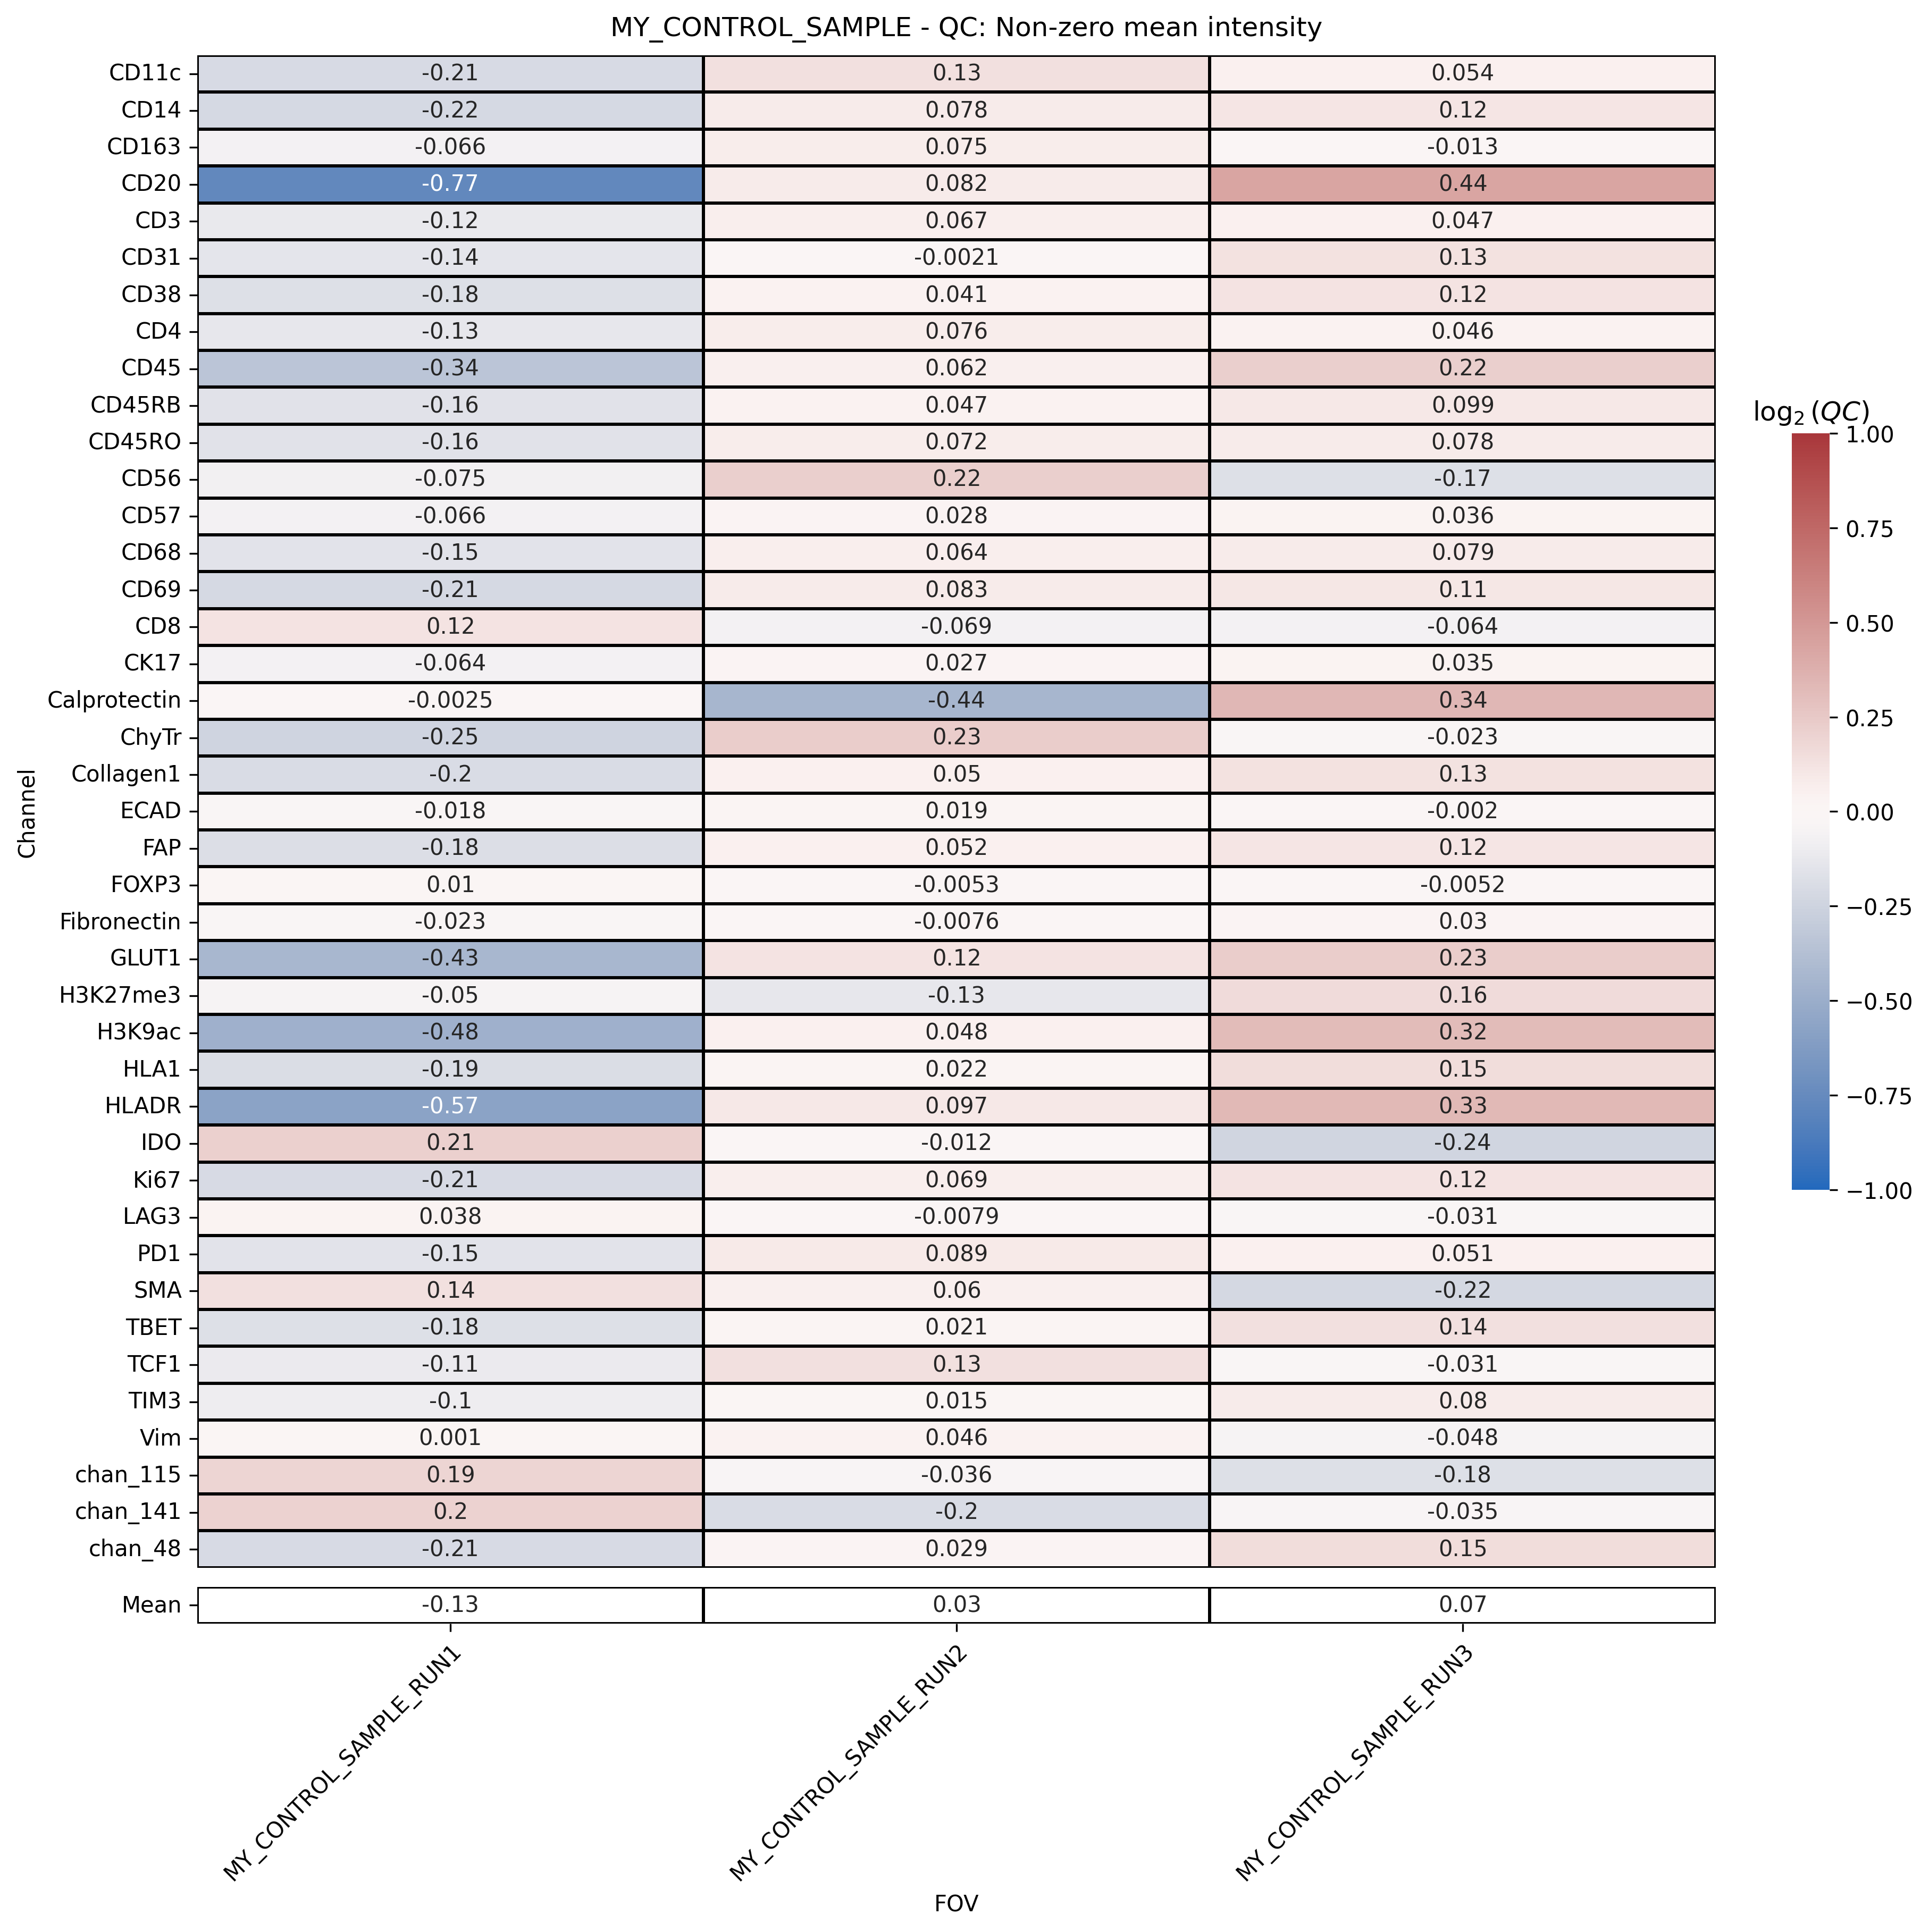 MY_CONTROL_SAMPLE - QC: Non-zero mean intensity
CD11c -0.21 0.13 0.054
CD14 -0.22 0.078 0.12
CD163 -0.066 0.075 -0.013
CD20 -0.77 0.082 0.44
CD3 -0.12 0.067 0.047
CD31 -0.14 -0.0021 0.13
CD38 -0.18 0.041 0.12
CD4 -0.13 0.076 0.046
CD45 -0.34 0.062 0.22
CD45RB -0.16 0.047 0.099
CD45RO -0.16 0.072 0.078
CD56 -0.075 0.22 -0.17
CD57 -0.066 0.028 0.036
CD68 -0.15 0.064 0.079
CD69 -0.21 0.083 0.11
CD8 0.12 -0.069 -0.064
CK17 -0.064 0.027 0.035
Calprotectin -0.0025 -0.44 0.34
ChyTr -0.25 0.23 -0.023
Collagen1 -0.2 0.05 0.13
ECAD -0.018 0.019 -0.002
FAP -0.18 0.052 0.12
FOXP3 0.01 -0.0053 -0.0052
Fibronectin -0.023 -0.0076 0.03
GLUT1 -0.43 0.12 0.23
H3K27me3 -0.05 -0.13 0.16
H3K9ac -0.48 0.048 0.32
HLA1 -0.19 0.022 0.15
HLADR -0.57 0.097 0.33
IDO 0.21 -0.012 -0.24
Ki67 -0.21 0.069 0.12
LAG3 0.038 -0.0079 -0.031
PD1 -0.15 0.089 0.051
SMA 0.14 0.06 -0.22
TBET -0.18 0.021 0.14
TCF1 -0.11 0.13 -0.031
TIM3 -0.1 0.015 0.08
Vim 0.001 0.046 -0.048
chan_115 0.19 -0.036 -0.18
chan_141 0.2 -0.2 -0.035
chan_48 -0.21 0.029 0.15
Mean -0.13 0.03 0.07
MY_CONTROL_SAMPLE_RUN1
MY_CONTROL_SAMPLE_RUN2
MY_CONTROL_SAMPLE_RUN3
FOV
Channel
log₂(QC)
1.00
0.75
0.50
0.25
0.00
−0.25
−0.50
−0.75
−1.00